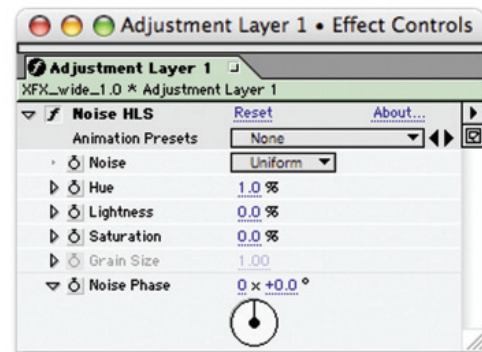 Adjustment Layer 1 • Effect Controls
Adjustment Layer 1
XFX_wide_1.0 * Adjustment Layer 1
Noise HLS Reset About...
Animation Presets None
Noise Uniform
Hue 1.0 %
Lightness 0.0 %
Saturation 0.0 %
Grain Size 1.00
Noise Phase 0 x +0.0 °